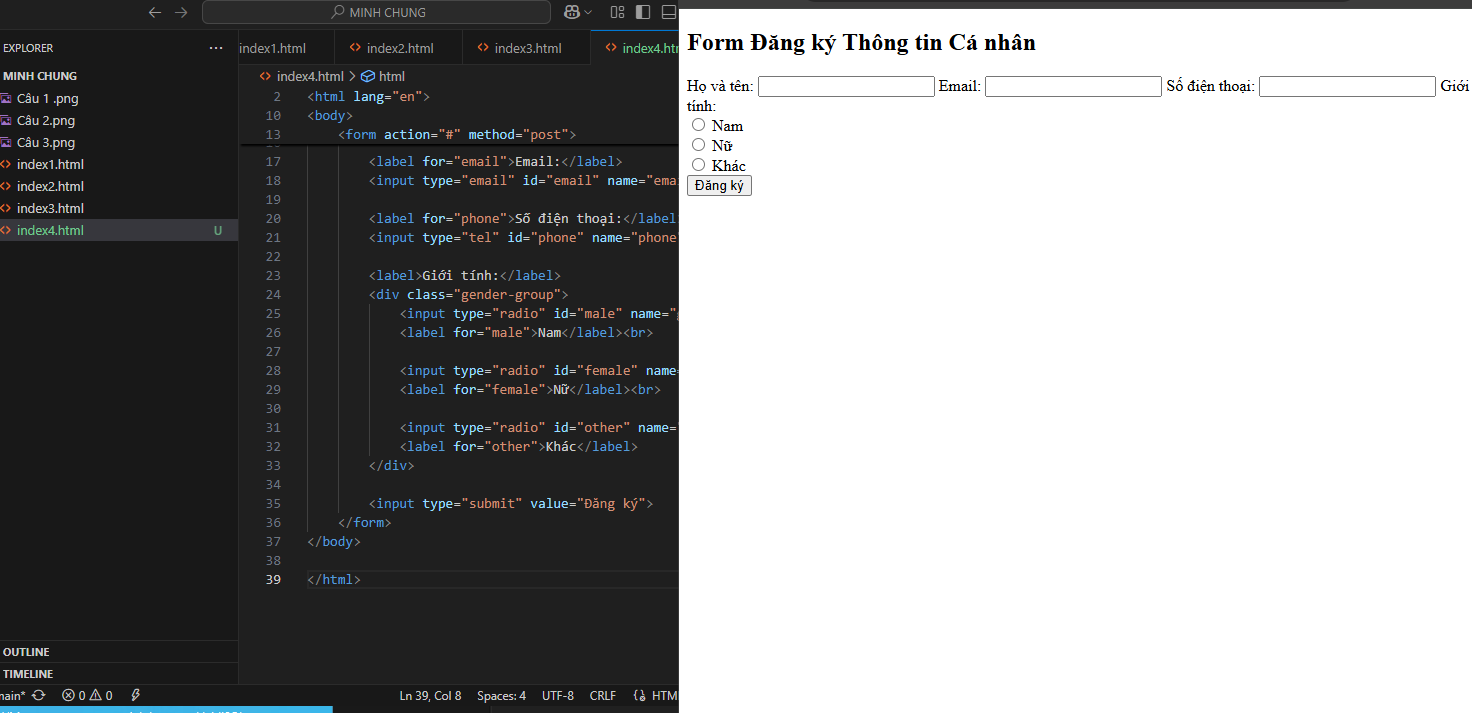 MINH CHUNG
EXPLORER
MINH CHUNG
Câu 1 .png
Câu 2.png
Câu 3.png
index1.html
index2.html
index3.html
index4.html U
OUTLINE
TIMELINE
index1.html index2.html index3.html index4.htm
index4.html > html
2 <html lang="en">
10 <body>
13 <form action="#" method="post">
17 <label for="email">Email:</label>
18 <input type="email" id="email" name="emai
19
20 <label for="phone">Số điện thoại:</label
21 <input type="tel" id="phone" name="phone"
22
23 <label>Giới tính:</label>
24 <div class="gender-group">
25 <input type="radio" id="male" name="g
26 <label for="male">Nam</label><br>
27
28 <input type="radio" id="female" name=
29 <label for="female">Nữ</label><br>
30
31 <input type="radio" id="other" name="
32 <label for="other">Khác</label>
33 </div>
34
35 <input type="submit" value="Đăng ký">
36 </form>
37 </body>
38
39 </html>
main* 0 0 Ln 39, Col 8 Spaces: 4 UTF-8 CRLF HTM
Form Đăng ký Thông tin Cá nhân
Họ và tên: Email: Số điện thoại: Giới
tính:
Nam
Nữ
Khác
Đăng ký